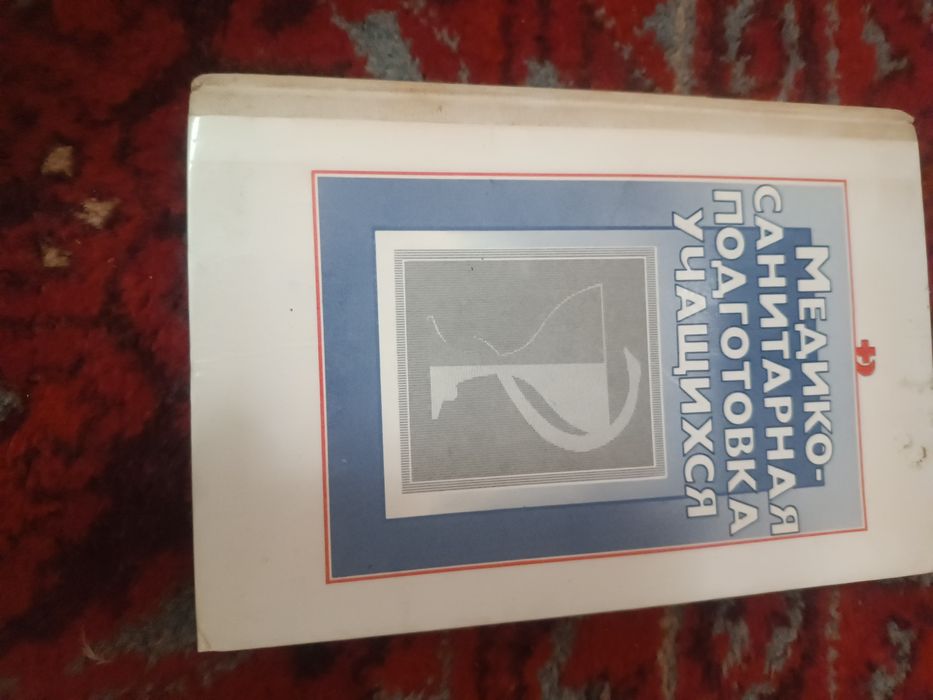 Медико-
санитарная
подготовка
учащихся